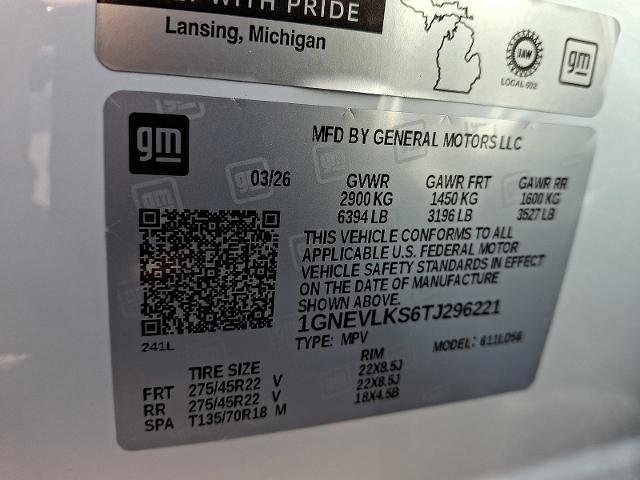 WITH PRIDE
Lansing, Michigan
UAW
LOCAL 602
gm
gm
MFD BY GENERAL MOTORS LLC
03/26
GVWR GAWR FRT GAWR RR
2900 KG 1450 KG 1600 KG
6394 LB 3196 LB 3527 LB
THIS VEHICLE CONFORMS TO ALL
APPLICABLE U.S. FEDERAL MOTOR
VEHICLE SAFETY STANDARDS IN EFFECT
ON THE DATE OF MANUFACTURE
SHOWN ABOVE.
1GNEVLKS6TJ296221
TYPE: MPV MODEL: 611LD56
241L
TIRE SIZE RIM
FRT 275/45R22 V 22X8.5J
RR 275/45R22 V 22X8.5J
SPA T135/70R18 M 18X4.5B